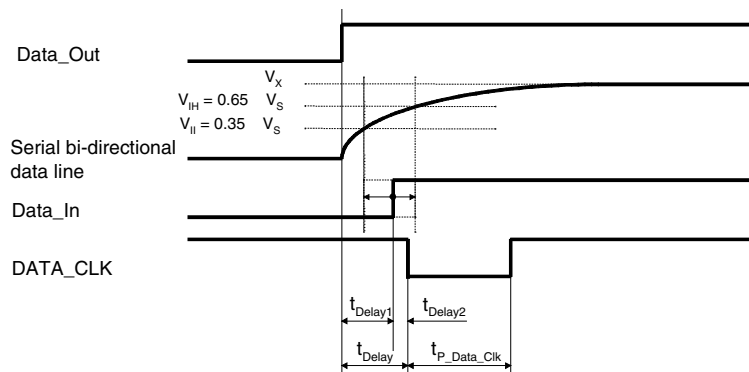 Data_Out
V_X
V_IH = 0.65 V_S
V_Il = 0.35 V_S
Serial bi-directional
data line
Data_In
DATA_CLK
t_Delay1 t_Delay2
t_Delay t_P_Data_Clk